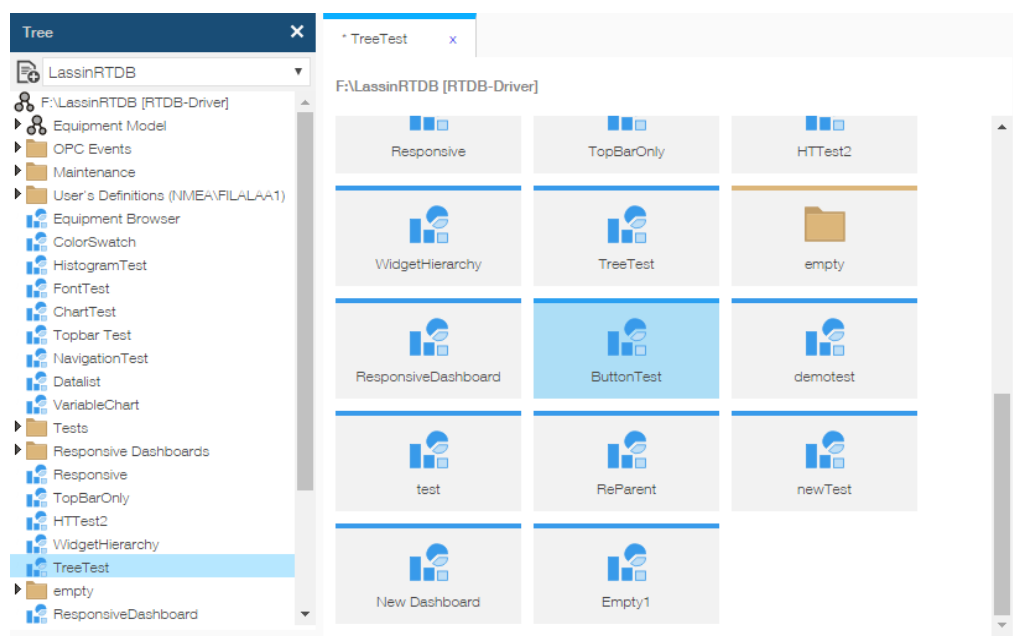 Tree
LassinRTDB
F:\LassinRTDB [RTDB-Driver]
Equipment Model
OPC Events
Maintenance
User's Definitions (NMEA\FILALAA1)
Equipment Browser
ColorSwatch
HistogramTest
FontTest
ChartTest
Topbar Test
NavigationTest
Datalist
VariableChart
Tests
Responsive Dashboards
Responsive
TopBarOnly
HTTest2
WidgetHierarchy
TreeTest
empty
ResponsiveDashboard
* TreeTest x
F:\LassinRTDB [RTDB-Driver]
Responsive TopBarOnly HTTest2
WidgetHierarchy TreeTest empty
ResponsiveDashboard ButtonTest demotest
test ReParent newTest
New Dashboard Empty1